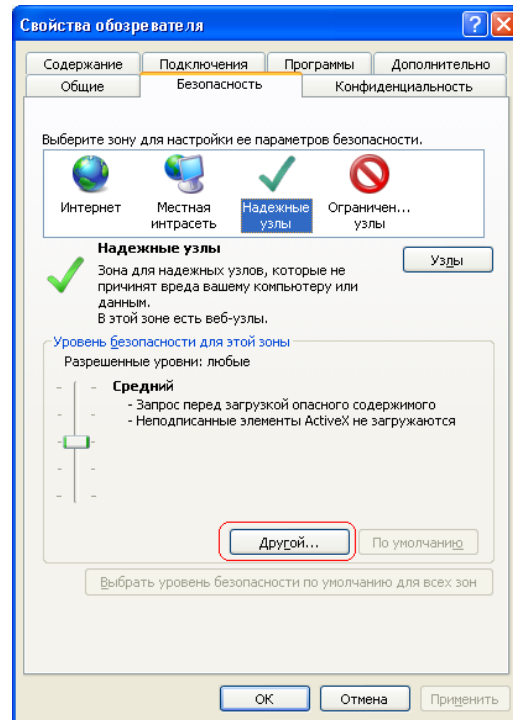 Свойства обозревателя
Содержание Подключения Программы Дополнительно
Общие Безопасность Конфиденциальность
Выберите зону для настройки ее параметров безопасности.
Интернет Местная Надежные Ограничен...
интрасеть узлы узлы
Надежные узлы
Узлы
Зона для надежных узлов, которые не
причинят вреда вашему компьютеру или
данным.
В этой зоне есть веб-узлы.
Уровень безопасности для этой зоны
Разрешенные уровни: любые
Средний
- Запрос перед загрузкой опасного содержимого
- Неподписанные элементы ActiveX не загружаются
Другой... По умолчанию
Выбрать уровень безопасности по умолчанию для всех зон
ОК Отмена Применить